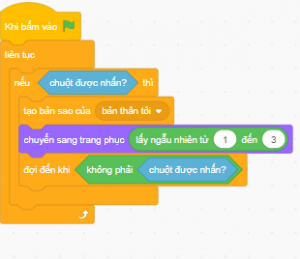 Khi bấm vào
liên tục
nếu chuột được nhấn? thì
tạo bản sao của bản thân tôi
chuyển sang trang phục lấy ngẫu nhiên từ 1 đến 3
đợi đến khi không phải chuột được nhấn?